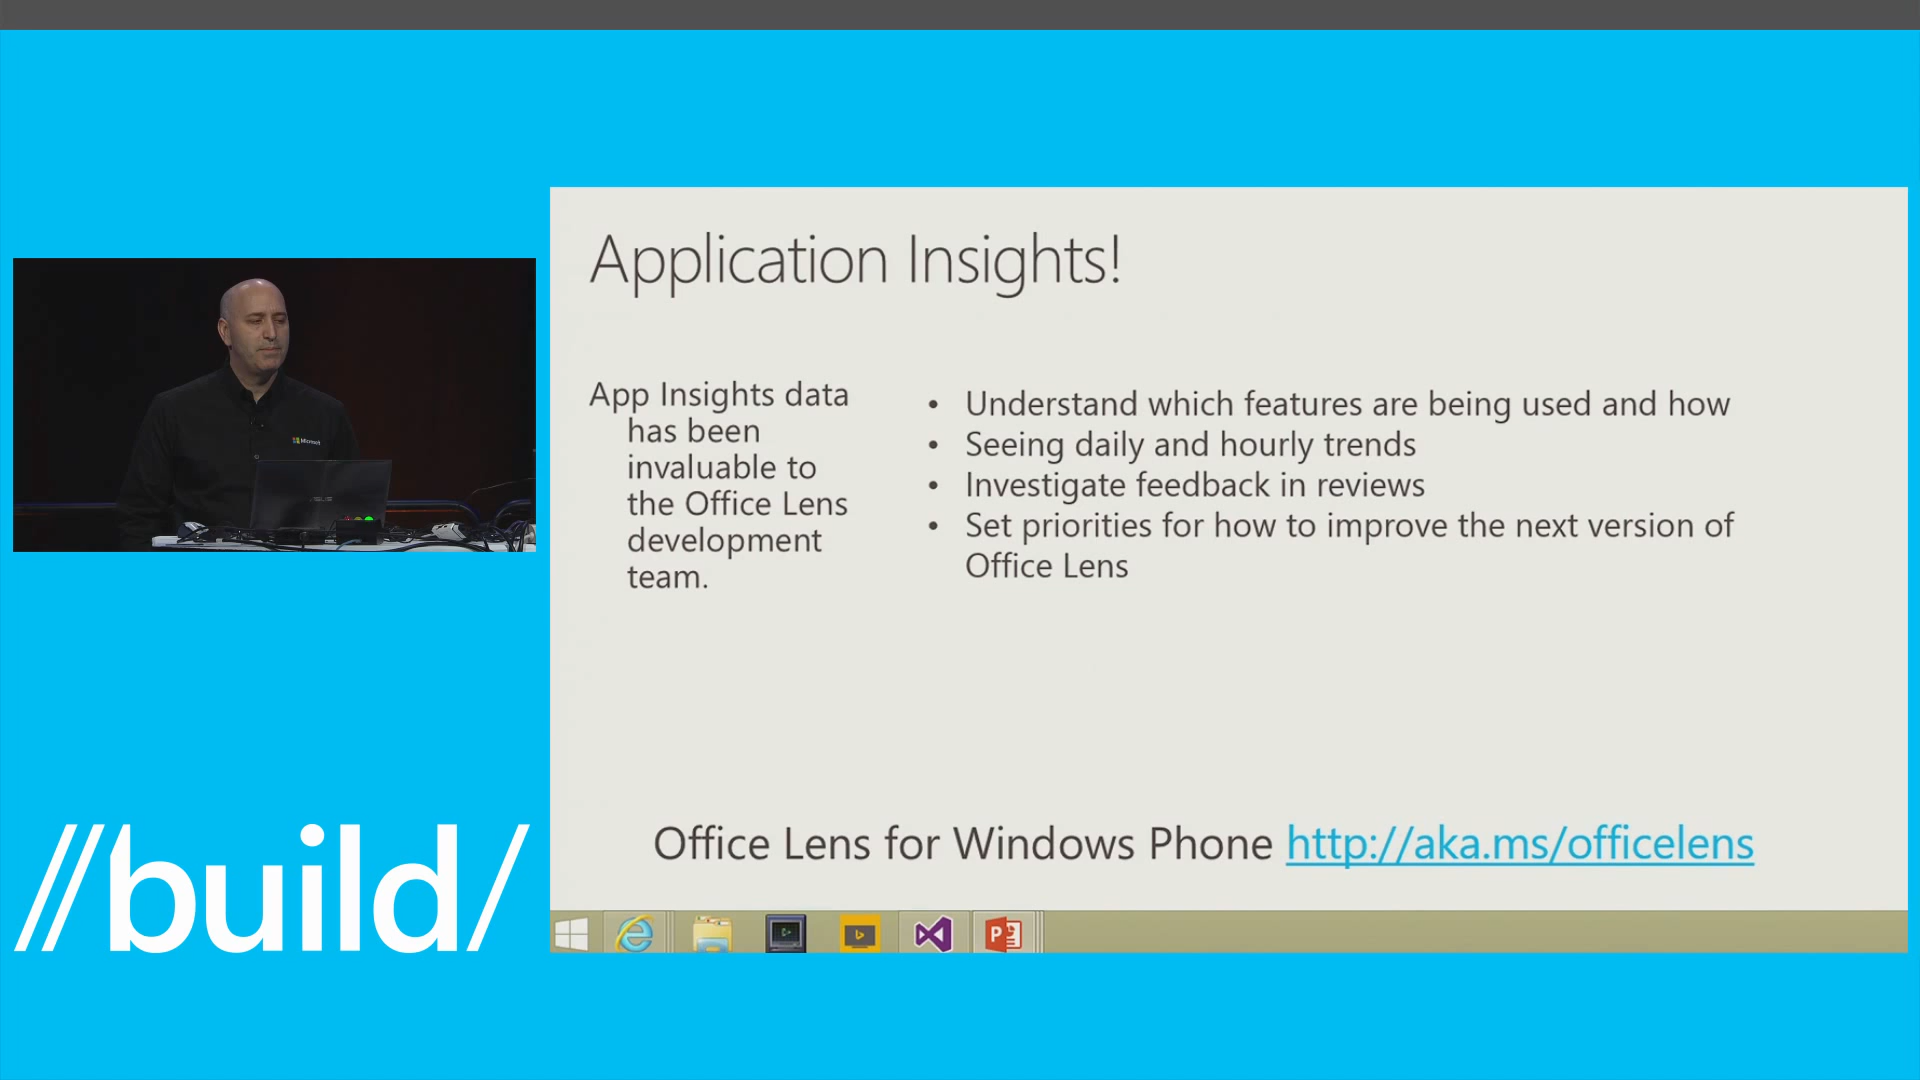 Application Insights!
App Insights data
has been
invaluable to
the Office Lens
development
team.
• Understand which features are being used and how
• Seeing daily and hourly trends
• Investigate feedback in reviews
• Set priorities for how to improve the next version of
Office Lens
Office Lens for Windows Phone http://aka.ms/officelens
Microsoft
//build/